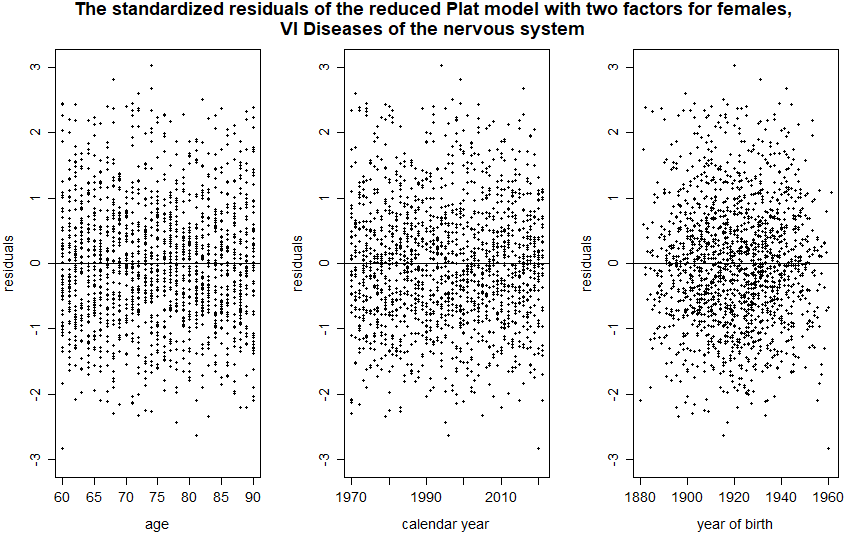 The standardized residuals of the reduced Plat model with two factors for females,
VI Diseases of the nervous system
residuals
3
2
1
0
-1
-2
-3
60 65 70 75 80 85 90
age
residuals
3
2
1
0
-1
-2
-3
1970 1990 2010
calendar year
residuals
3
2
1
0
-1
-2
-3
1880 1900 1920 1940 1960
year of birth